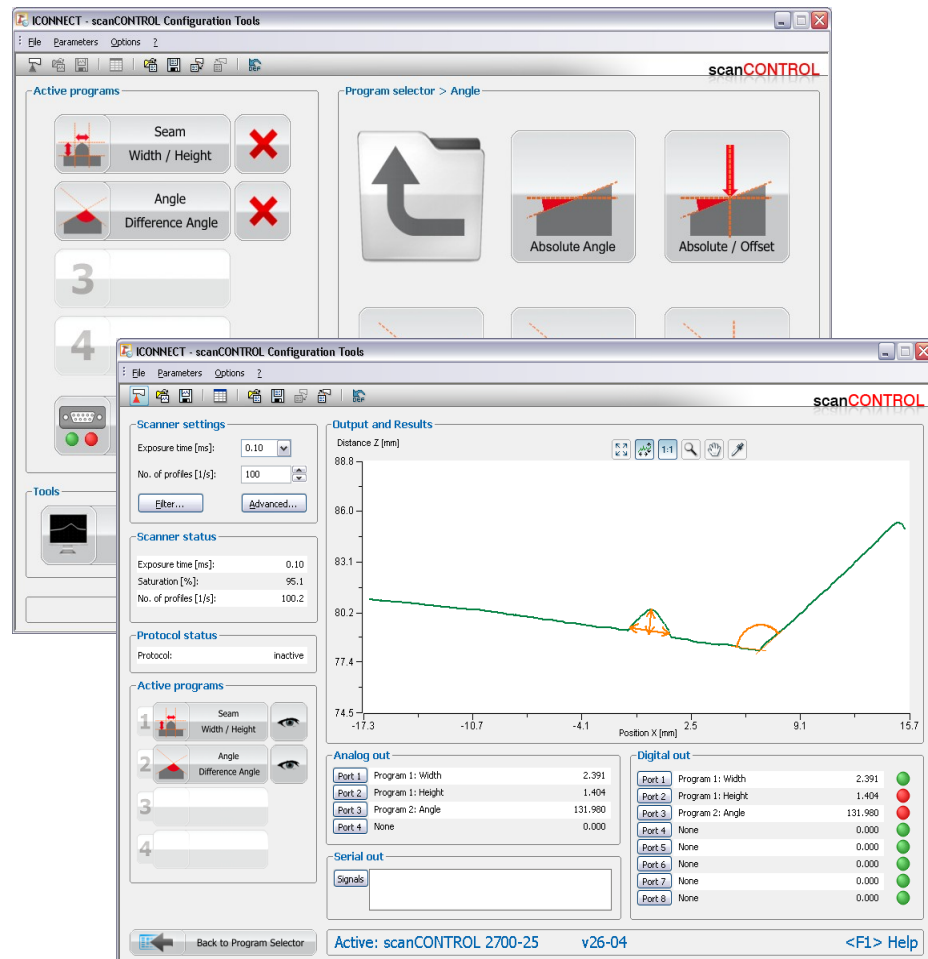 ICONNECT - scanCONTROL Configuration Tools
File Parameters Options ?
DEF
scanCONTROL
Active programs
Seam
Width / Height
Angle
Difference Angle
3
4
Tools
Program selector > Angle
Absolute Angle
Absolute / Offset
ICONNECT - scanCONTROL Configuration Tools
File Parameters Options ?
DEF
scanCONTROL
Scanner settings
Exposure time [ms]: 0.10
No. of profiles [1/s]: 100
Filter... Advanced...
Scanner status
Exposure time [ms]: 0.10
Saturation [%]: 95.1
No. of profiles [1/s]: 100.2
Protocol status
Protocol: inactive
Active programs
1 Seam
Width / Height
2 Angle
Difference Angle
3
4
Back to Program Selector
Output and Results
Distance Z [mm]
1:1
88.8
86.0
83.1
80.2
77.4
74.5
-17.3 -10.7 -4.1 2.5 9.1 15.7
Position X [mm]
Analog out
Port 1 Program 1: Width 2.391
Port 2 Program 1: Height 1.404
Port 3 Program 2: Angle 131.980
Port 4 None 0.000
Serial out
Signals
Digital out
Port 1 Program 1: Width 2.391
Port 2 Program 1: Height 1.404
Port 3 Program 2: Angle 131.980
Port 4 None 0.000
Port 5 None 0.000
Port 6 None 0.000
Port 7 None 0.000
Port 8 None 0.000
Active: scanCONTROL 2700-25 v26-04 <F1> Help